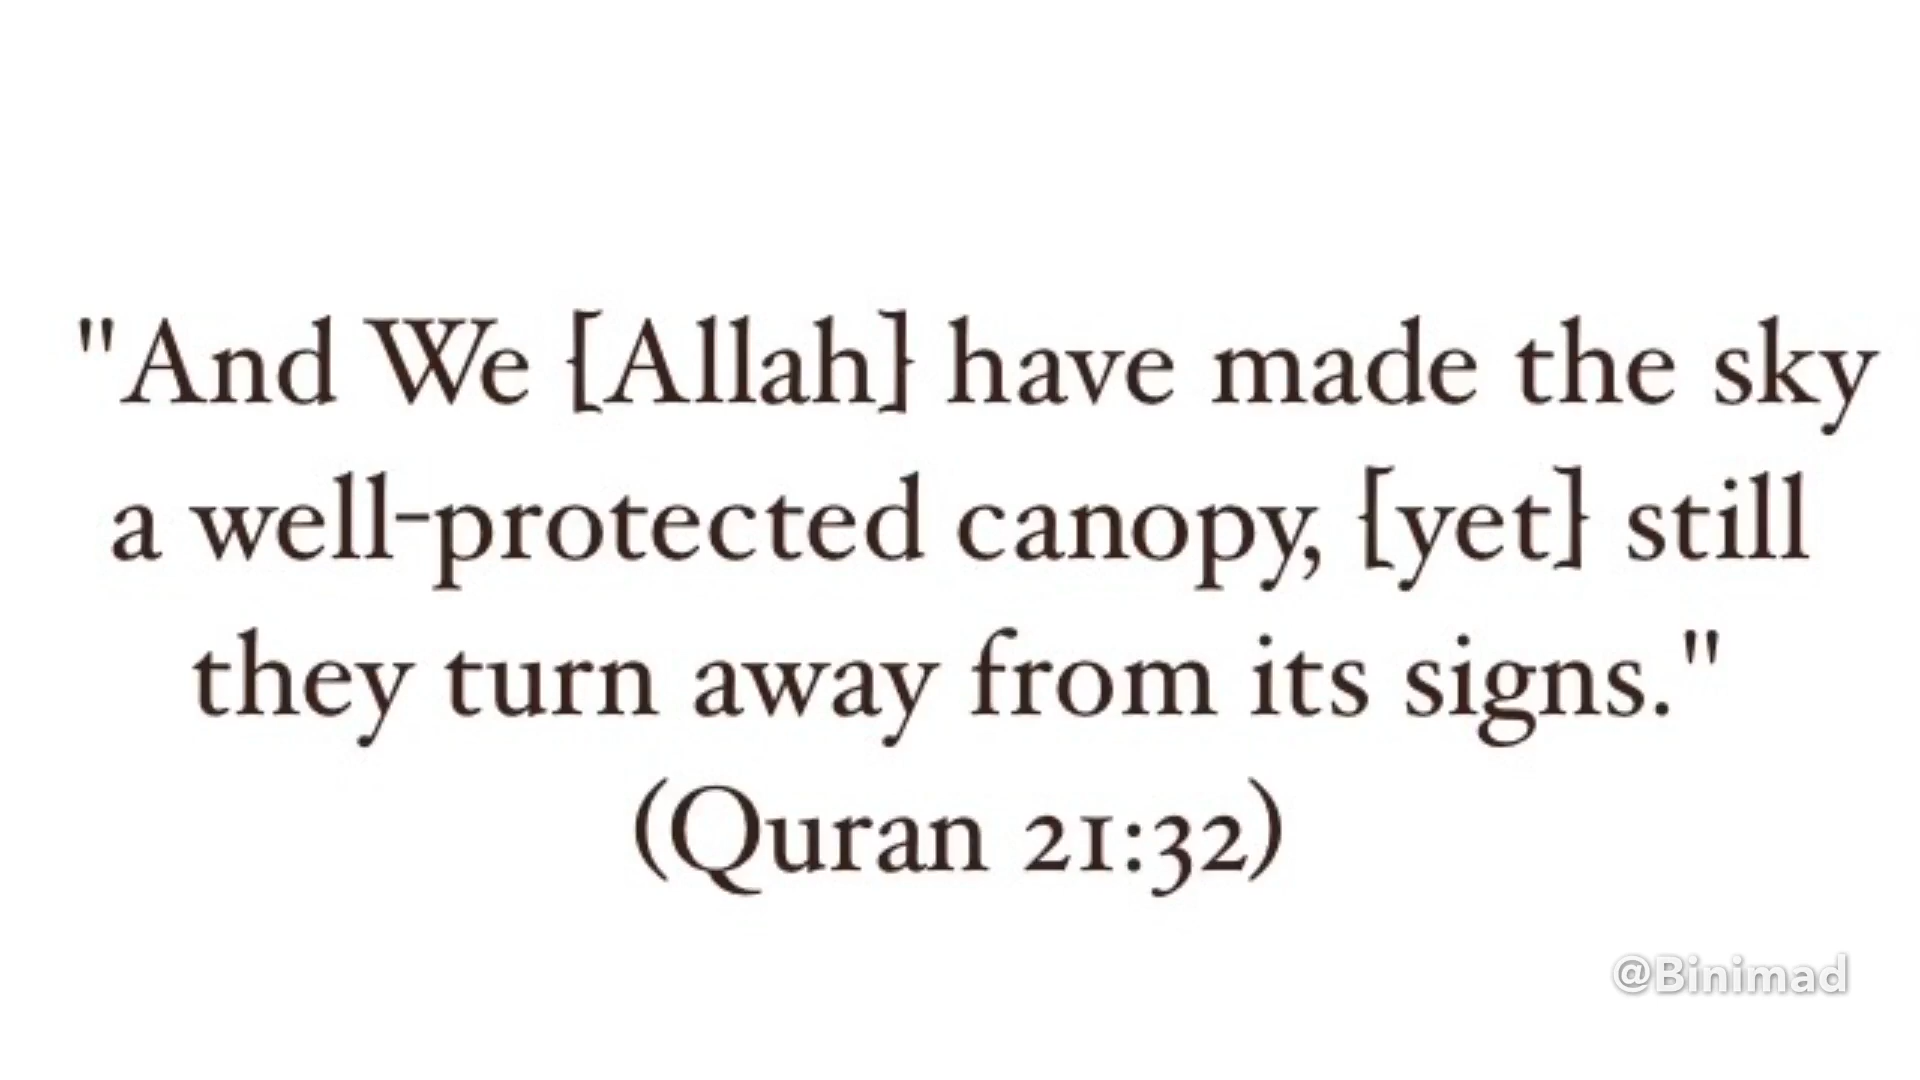 "And We [Allah] have made the sky
a well-protected canopy, [yet] still
they turn away from its signs."
(Quran 21:32)
@Binimad